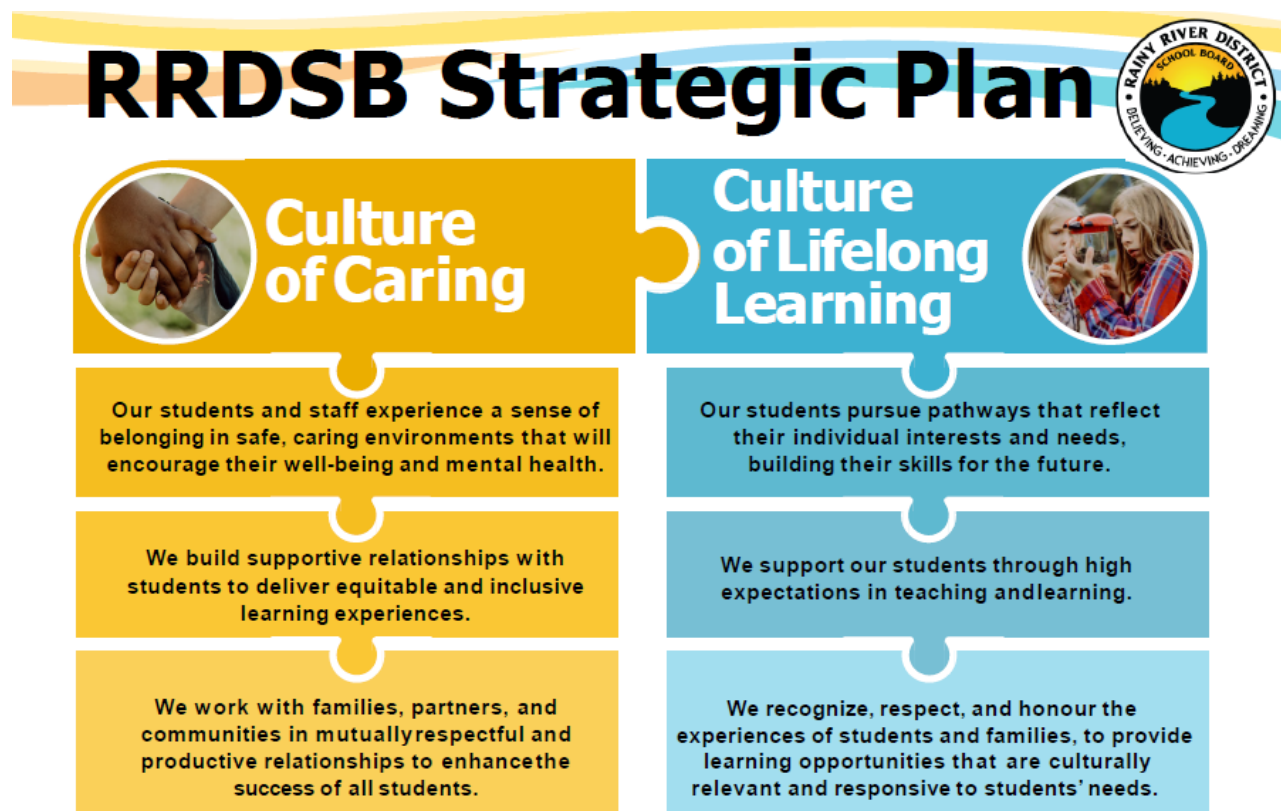 RRDSB Strategic Plan
RAINY RIVER DISTRICT
SCHOOL BOARD
BELIEVING · ACHIEVING · DREAMING
Culture
of Caring
Our students and staff experience a sense of
belonging in safe, caring environments that will
encourage their well-being and mental health.
We build supportive relationships with
students to deliver equitable and inclusive
learning experiences.
We work with families, partners, and
communities in mutuallyrespectful and
productive relationships to enhancethe
success of all students.
Culture
of Lifelong
Learning
Our students pursue pathways that reflect
their individual interests and needs,
building their skills for the future.
We support our students through high
expectations in teaching andlearning.
We recognize, respect, and honour the
experiences of students and families, to provide
learning opportunities that are culturally
relevant and responsive to students’ needs.